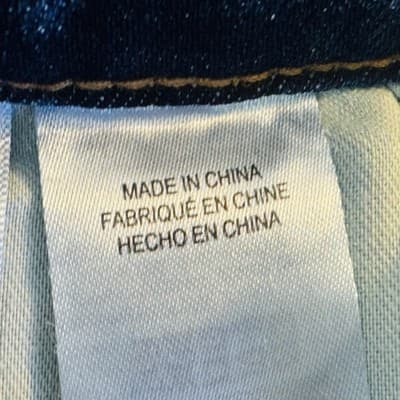 MADE IN CHINA
FABRIQUÉ EN CHINE
HECHO EN CHINA